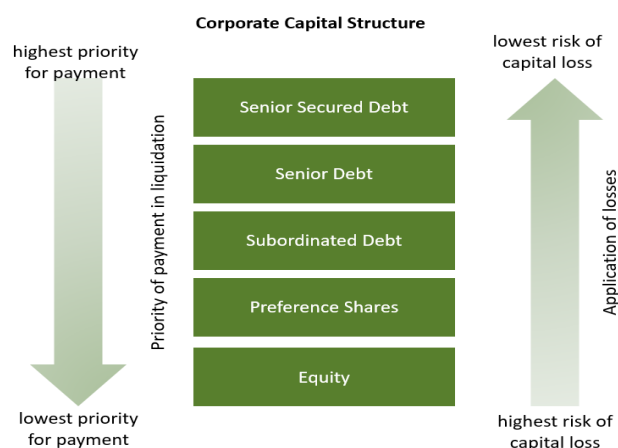 Corporate Capital Structure
highest priority
for payment
lowest risk of
capital loss
Priority of payment in liquidation
Senior Secured Debt
Senior Debt
Subordinated Debt
Preference Shares
Equity
Application of losses
lowest priority
for payment
highest risk of
capital loss